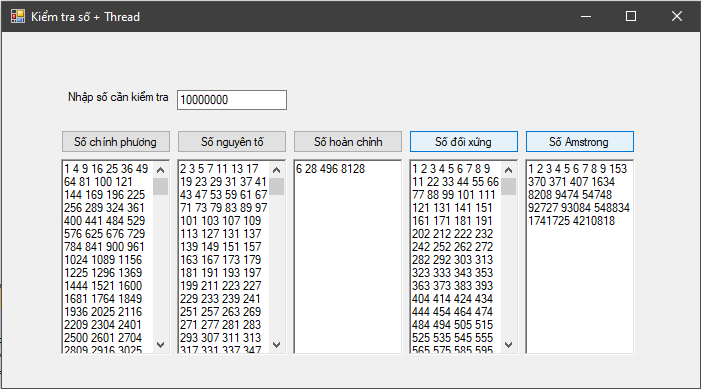 Kiểm tra số + Thread
Nhập số cần kiểm tra
10000000
Số chính phương
Số nguyên tố
Số hoàn chỉnh
Số đối xứng
Số Amstrong
1 4 9 16 25 36 49
64 81 100 121
144 169 196 225
256 289 324 361
400 441 484 529
576 625 676 729
784 841 900 961
1024 1089 1156
1225 1296 1369
1444 1521 1600
1681 1764 1849
1936 2025 2116
2209 2304 2401
2500 2601 2704
2809 2916 3025
2 3 5 7 11 13 17
19 23 29 31 37 41
43 47 53 59 61 67
71 73 79 83 89 97
101 103 107 109
113 127 131 137
139 149 151 157
163 167 173 179
181 191 193 197
199 211 223 227
229 233 239 241
251 257 263 269
271 277 281 283
293 307 311 313
317 331 337 347
6 28 496 8128
1 2 3 4 5 6 7 8 9
11 22 33 44 55 66
77 88 99 101 111
121 131 141 151
161 171 181 191
202 212 222 232
242 252 262 272
282 292 303 313
323 333 343 353
363 373 383 393
404 414 424 434
444 454 464 474
484 494 505 515
525 535 545 555
565 575 585 595
1 2 3 4 5 6 7 8 9 153
370 371 407 1634
8208 9474 54748
92727 93084 548834
1741725 4210818